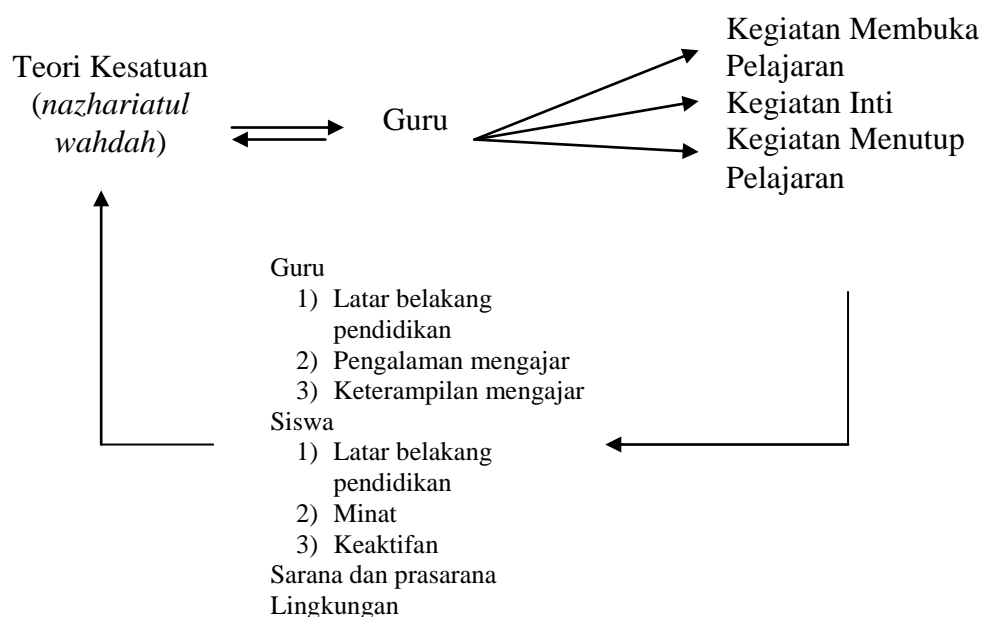 Teori Kesatuan
(nazhariatul
wahdah)
Guru
Kegiatan Membuka
Pelajaran
Kegiatan Inti
Kegiatan Menutup
Pelajaran
Guru
1) Latar belakang
pendidikan
2) Pengalaman mengajar
3) Keterampilan mengajar
Siswa
1) Latar belakang
pendidikan
2) Minat
3) Keaktifan
Sarana dan prasarana
Lingkungan